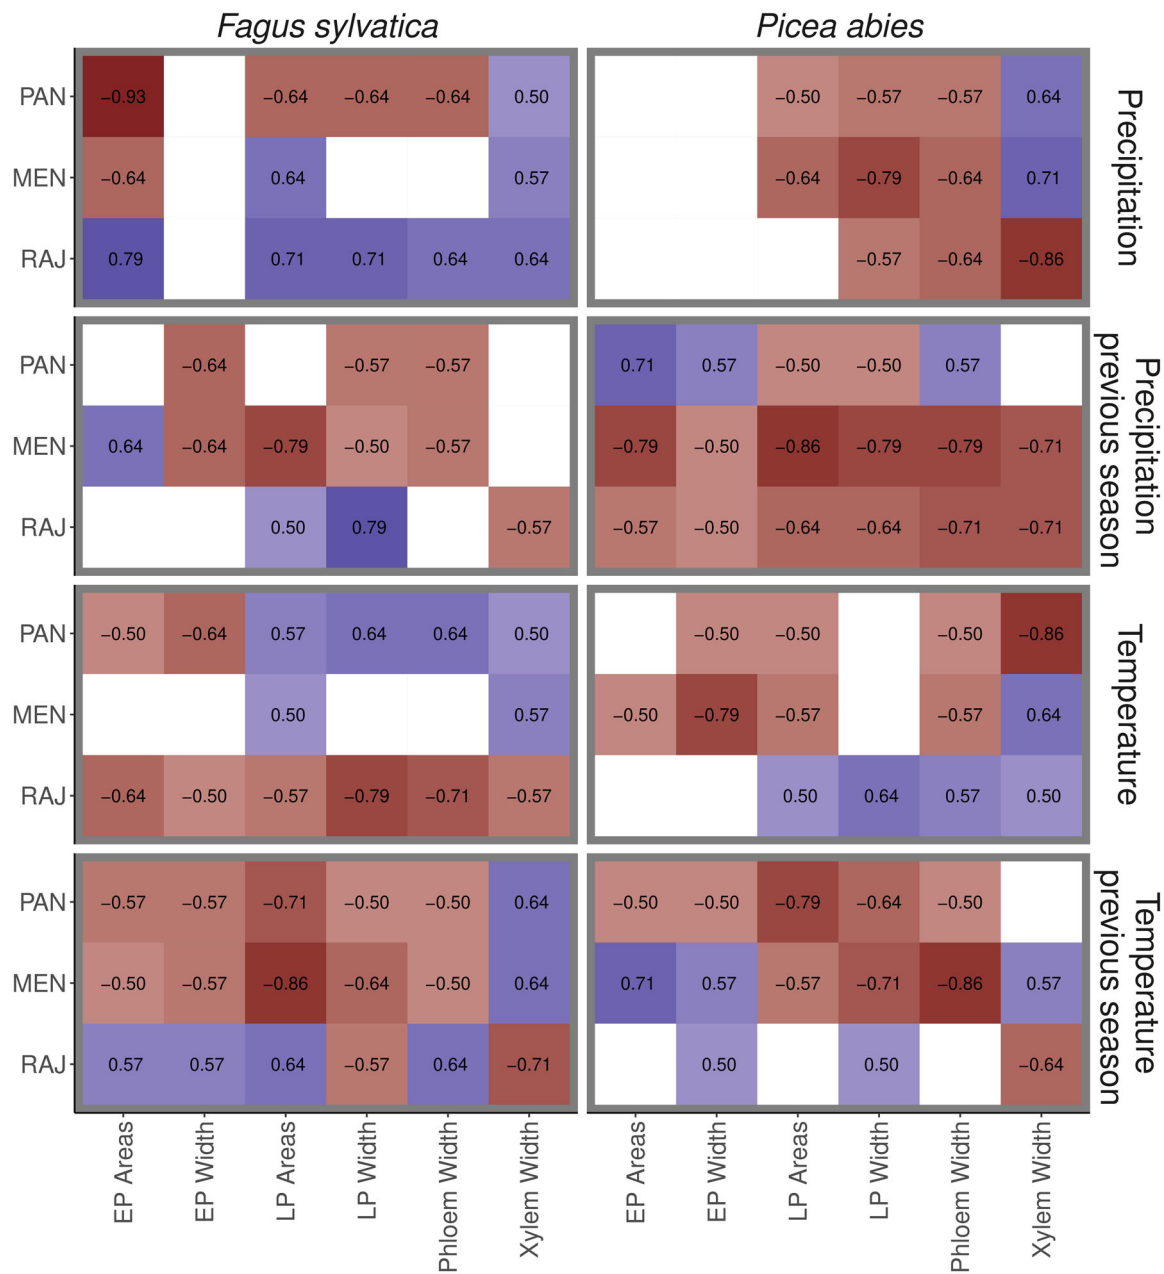 Fagus sylvatica Picea abies
PAN −0.93 −0.64 −0.64 −0.64 0.50 −0.50 −0.57 −0.57 0.64
MEN −0.64 0.64 0.57 −0.64 −0.79 −0.64 0.71
RAJ 0.79 0.71 0.71 0.64 0.64 −0.57 −0.64 −0.86
Precipitation
PAN −0.64 −0.57 −0.57 0.71 0.57 −0.50 −0.50 0.57
MEN 0.64 −0.64 −0.79 −0.50 −0.57 −0.79 −0.50 −0.86 −0.79 −0.79 −0.71
RAJ 0.50 0.79 −0.57 −0.57 −0.50 −0.64 −0.64 −0.71 −0.71
Precipitation
previous season
PAN −0.50 −0.64 0.57 0.64 0.64 0.50 −0.50 −0.50 −0.50 −0.86
MEN 0.50 0.57 −0.50 −0.79 −0.57 −0.57 0.64
RAJ −0.64 −0.50 −0.57 −0.79 −0.71 −0.57 0.50 0.64 0.57 0.50
Temperature
PAN −0.57 −0.57 −0.71 −0.50 −0.50 0.64 −0.50 −0.50 −0.79 −0.64 −0.50
MEN −0.50 −0.57 −0.86 −0.64 −0.50 0.64 0.71 0.57 −0.57 −0.71 −0.86 0.57
RAJ 0.57 0.57 0.64 −0.57 0.64 −0.71 0.50 0.50 −0.64
Temperature
previous season
EP Areas
EP Width
LP Areas
LP Width
Phloem Width
Xylem Width
EP Areas
EP Width
LP Areas
LP Width
Phloem Width
Xylem Width